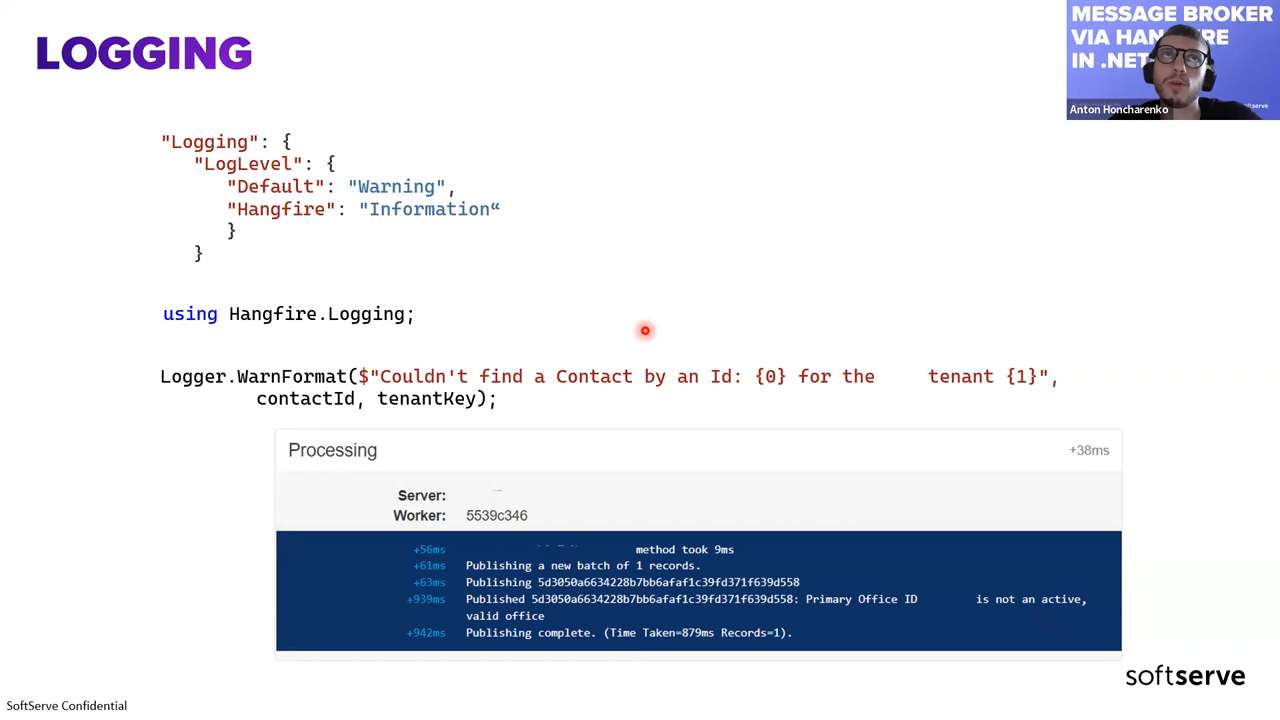 LOGGING
MESSAGE BROKER
VIA HANGFIRE
IN .NET
softserve
Anton Honcharenko
"Logging": {
"LogLevel": {
"Default": "Warning",
"Hangfire": "Information“
}
}
using Hangfire.Logging;
Logger.WarnFormat($"Couldn't find a Contact by an Id: {0} for the tenant {1}",
contactId, tenantKey);
Processing +38ms
Server:
Worker: 5539c346
+56ms method took 9ms
+61ms Publishing a new batch of 1 records.
+63ms Publishing 5d3050a6634228b7bb6afaf1c39fd371f639d558
+939ms Published 5d3050a6634228b7bb6afaf1c39fd371f639d558: Primary Office ID is not an active,
valid office
+942ms Publishing complete. (Time Taken=879ms Records=1).
softserve
SoftServe Confidential